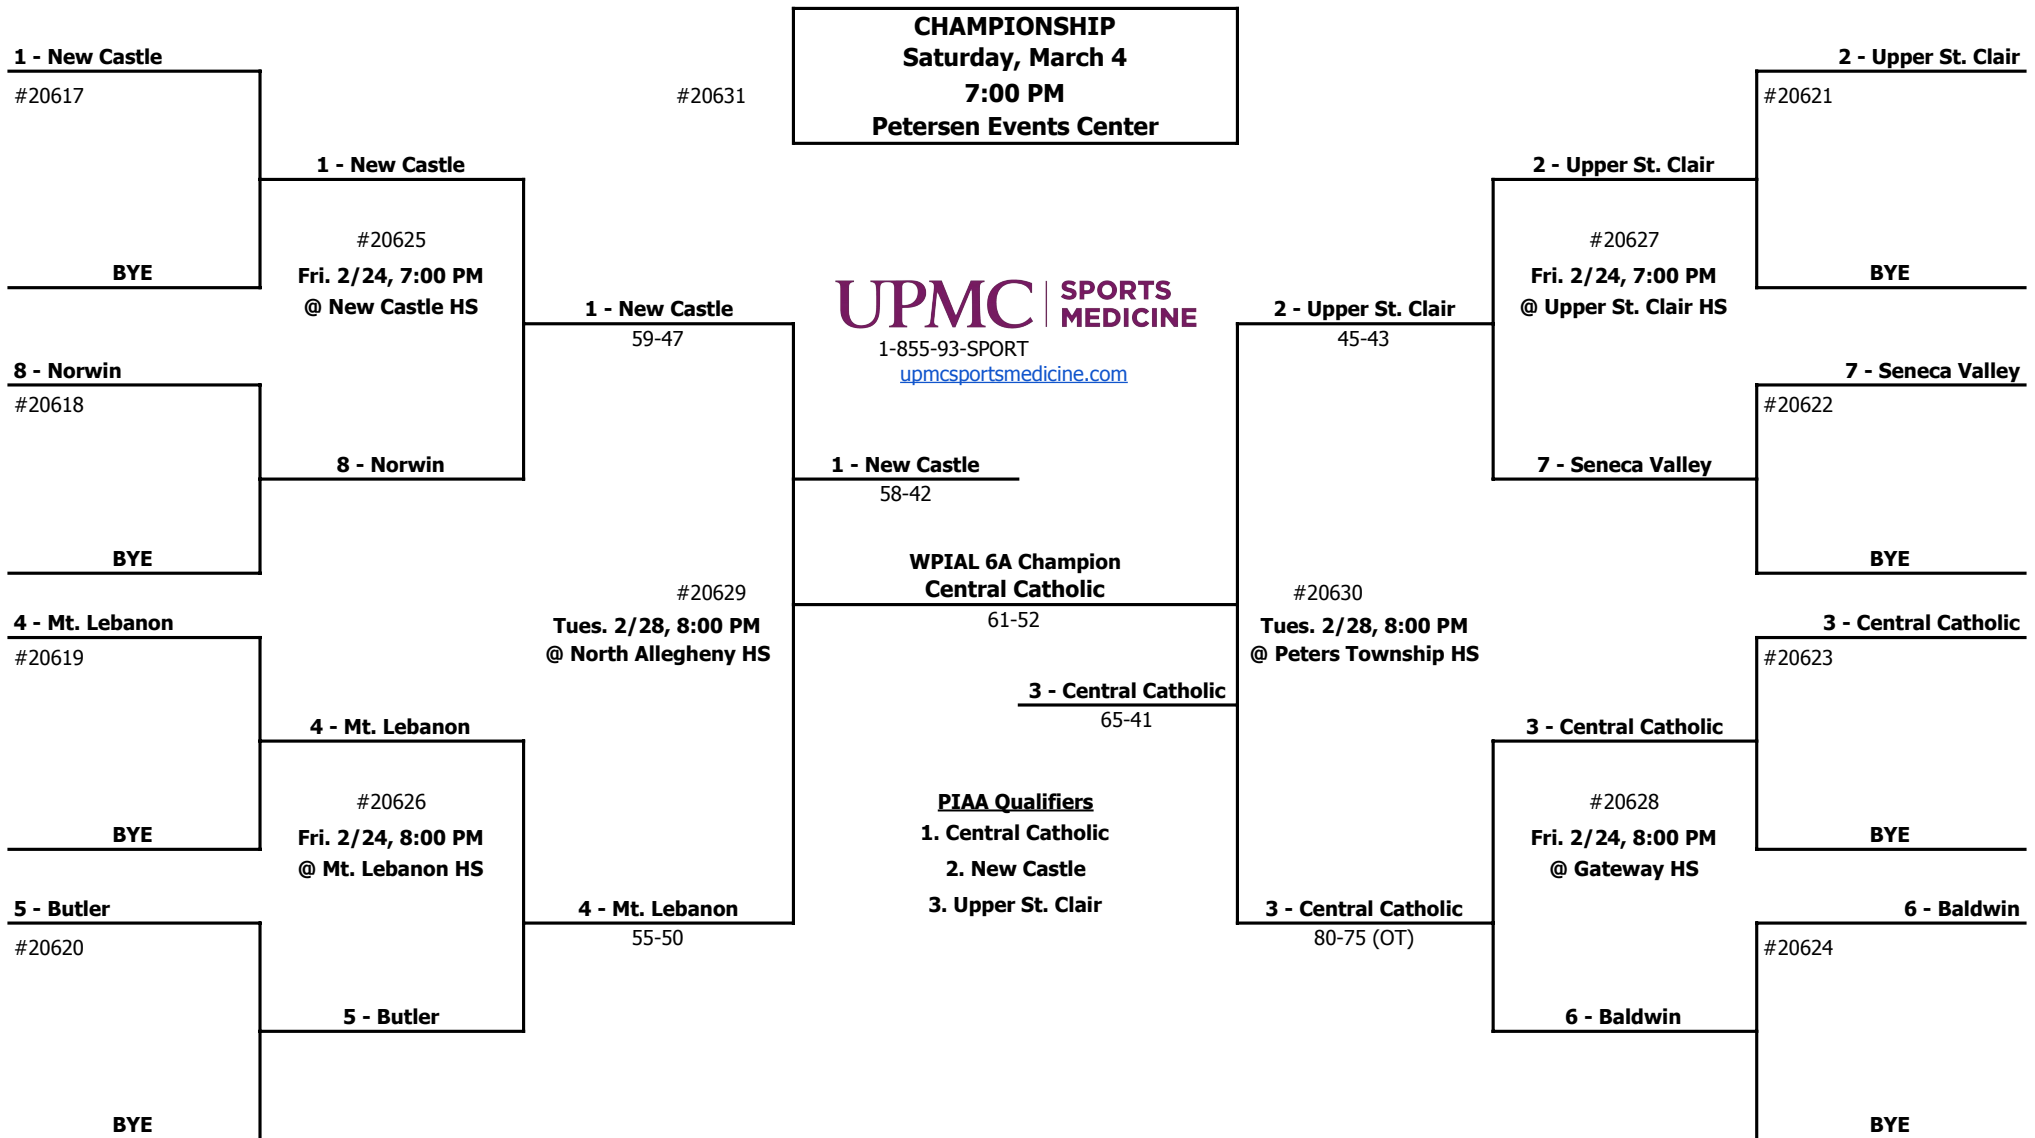 CHAMPIONSHIP
Saturday, March 4
7:00 PM
Petersen Events Center
#20631
1 - New Castle
#20617
BYE
8 - Norwin
#20618
BYE
4 - Mt. Lebanon
#20619
BYE
5 - Butler
#20620
BYE
1 - New Castle
#20625
Fri. 2/24, 7:00 PM
@ New Castle HS
8 - Norwin
4 - Mt. Lebanon
#20626
Fri. 2/24, 8:00 PM
@ Mt. Lebanon HS
5 - Butler
1 - New Castle
59-47
#20629
Tues. 2/28, 8:00 PM
@ North Allegheny HS
4 - Mt. Lebanon
55-50
UPMC SPORTS
MEDICINE
1-855-93-SPORT
upmcsportsmedicine.com
1 - New Castle
58-42
WPIAL 6A Champion
Central Catholic
61-52
3 - Central Catholic
65-41
PIAA Qualifiers
1. Central Catholic
2. New Castle
3. Upper St. Clair
2 - Upper St. Clair
45-43
#20630
Tues. 2/28, 8:00 PM
@ Peters Township HS
3 - Central Catholic
80-75 (OT)
2 - Upper St. Clair
#20627
Fri. 2/24, 7:00 PM
@ Upper St. Clair HS
7 - Seneca Valley
3 - Central Catholic
#20628
Fri. 2/24, 8:00 PM
@ Gateway HS
6 - Baldwin
2 - Upper St. Clair
#20621
BYE
7 - Seneca Valley
#20622
BYE
3 - Central Catholic
#20623
BYE
6 - Baldwin
#20624
BYE